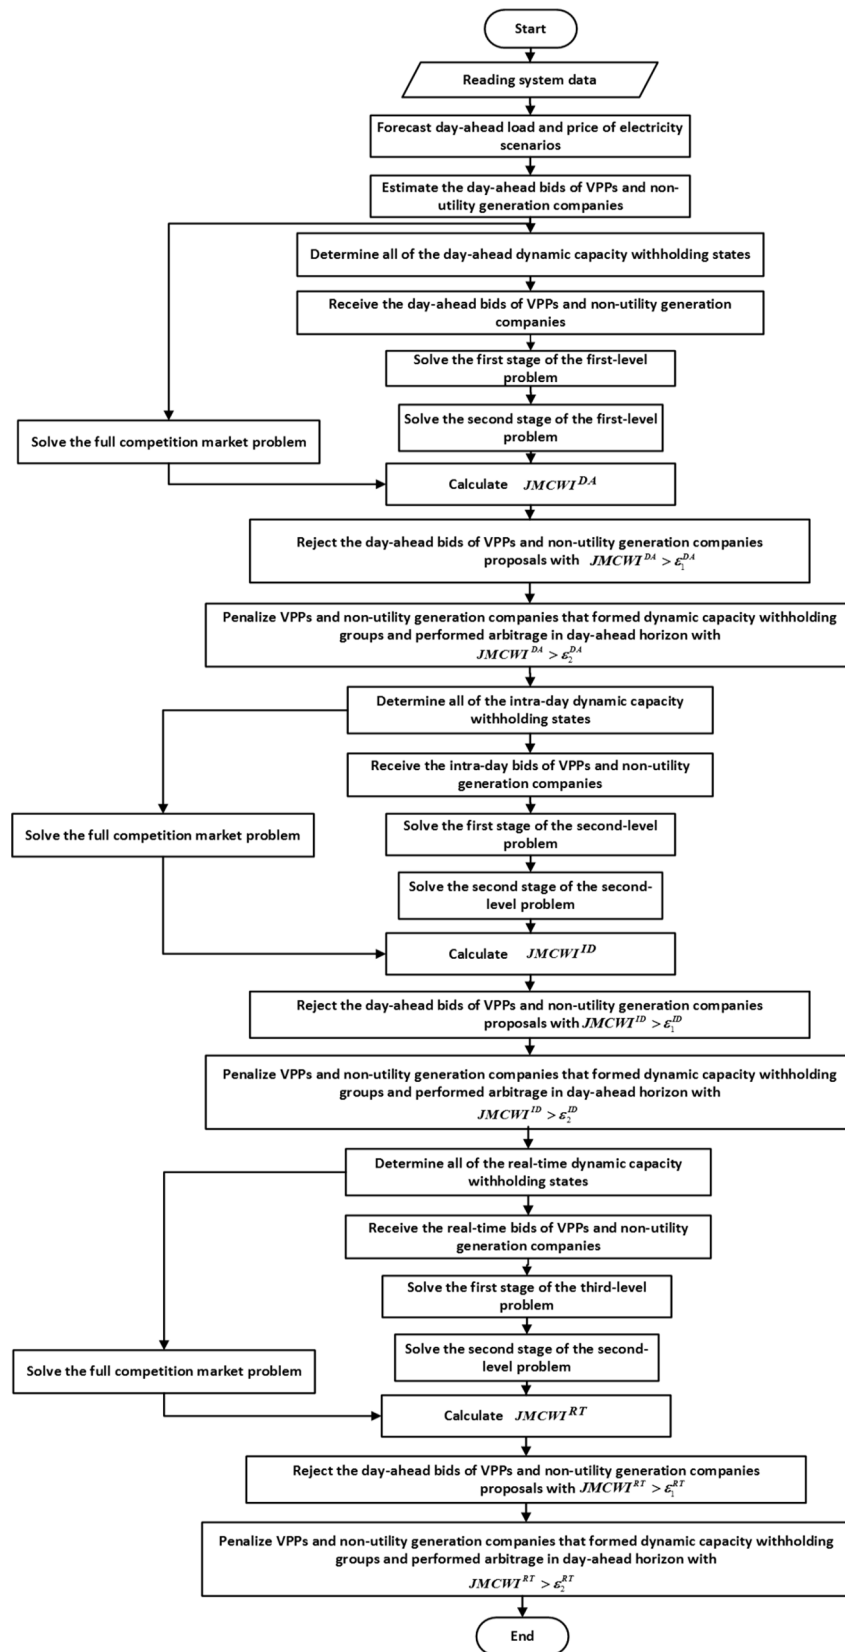 Start
Reading system data
Forecast day-ahead load and price of electricity
scenarios
Estimate the day-ahead bids of VPPs and non-
utility generation companies
Determine all of the day-ahead dynamic capacity withholding states
Receive the day-ahead bids of VPPs and non-utility generation
companies
Solve the first stage of the first-level
problem
Solve the second stage of the first-level
problem
Solve the full competition market problem
Calculate JMCWI^DA
Reject the day-ahead bids of VPPs and non-utility generation companies
proposals with JMCWI^DA > ε_1^DA
Penalize VPPs and non-utility generation companies that formed dynamic capacity withholding
groups and performed arbitrage in day-ahead horizon with
JMCWI^DA > ε_2^DA
Determine all of the intra-day dynamic capacity
withholding states
Receive the intra-day bids of VPPs and non-utility
generation companies
Solve the first stage of the second-level
problem
Solve the full competition market problem
Solve the second stage of the second-
level problem
Calculate JMCWI^ID
Reject the day-ahead bids of VPPs and non-utility generation companies
proposals with JMCWI^ID > ε_1^ID
Penalize VPPs and non-utility generation companies that formed dynamic capacity withholding
groups and performed arbitrage in day-ahead horizon with
JMCWI^ID > ε_2^ID
Determine all of the real-time dynamic capacity
withholding states
Receive the real-time bids of VPPs and non-utility
generation companies
Solve the first stage of the third-level
problem
Solve the second stage of the second-
level problem
Solve the full competition market problem
Calculate JMCWI^RT
Reject the day-ahead bids of VPPs and non-utility generation companies
proposals with JMCWI^RT > ε_1^RT
Penalize VPPs and non-utility generation companies that formed dynamic capacity withholding
groups and performed arbitrage in day-ahead horizon with
JMCWI^RT > ε_2^RT
End